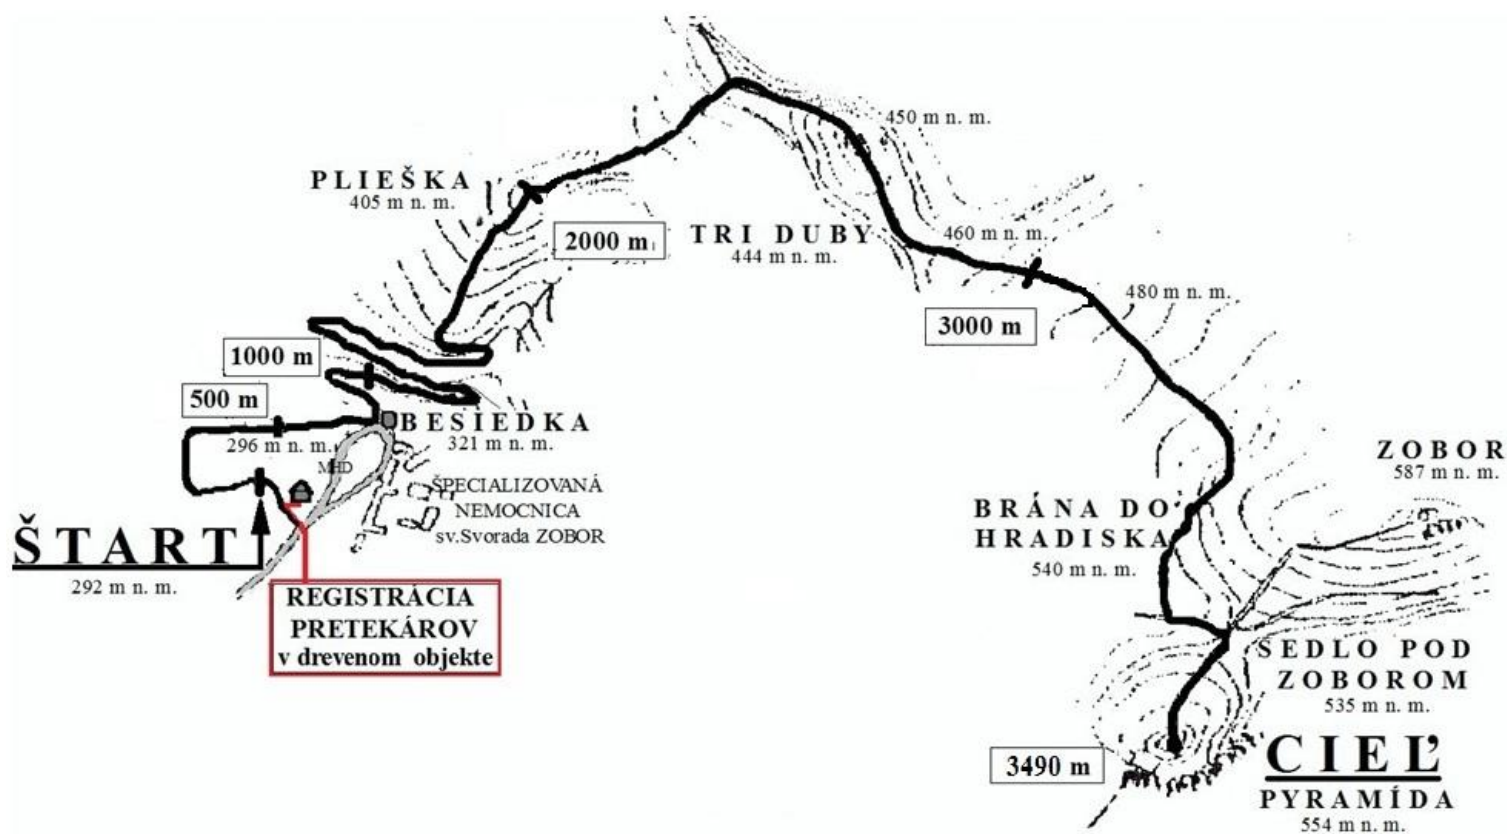 450 m n. m.
PLIEŠKA
405 m n. m.
2000 m
TRI DUBY
444 m n. m.
460 m n. m.
480 m n. m.
3000 m
1000 m
500 m
BESIEDKA
321 m n. m.
296 m n. m.
MHD
ŠPECIALIZOVANÁ
NEMOCNICA
sv.Svorada ZOBOR
ZOBOR
587 m n. m.
BRÁNA DO
HRADISKA
540 m n. m.
ŠTART
292 m n. m.
REGISTRÁCIA
PRETEKÁROV
v drevenom objekte
SEDLO POD
ZOBOROM
535 m n. m.
3490 m
CIEĽ
PYRAMÍDA
554 m n. m.